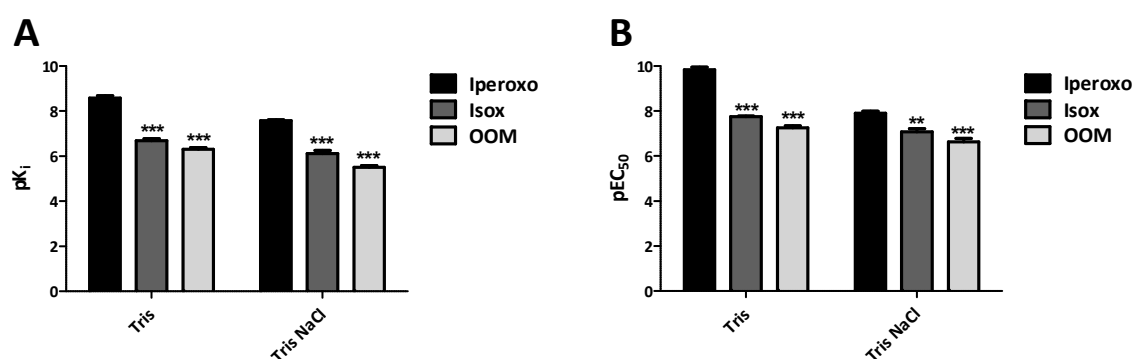 A
10
8
6
4
2
0
pKi
***
***
***
***
Tris
Tris NaCl
Iperoxo
Isox
OOM
B
10
8
6
4
2
0
pEC50
***
***
**
***
Tris
Tris NaCl
Iperoxo
Isox
OOM